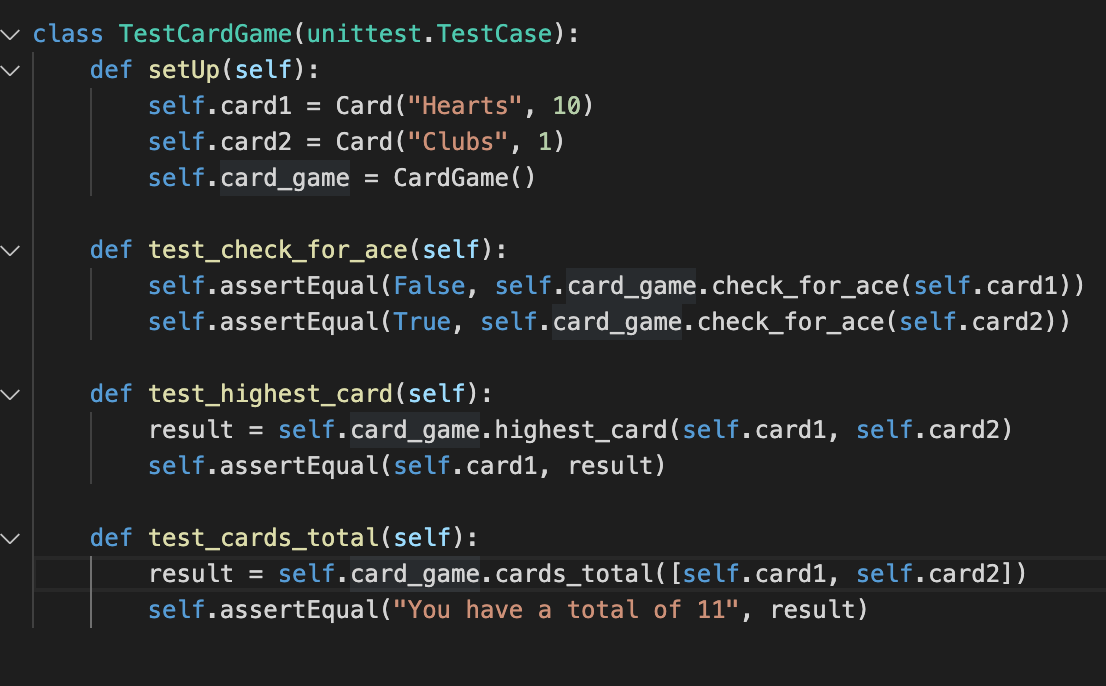 class TestCardGame(unittest.TestCase):
    def setUp(self):
        self.card1 = Card("Hearts", 10)
        self.card2 = Card("Clubs", 1)
        self.card_game = CardGame()

    def test_check_for_ace(self):
        self.assertEqual(False, self.card_game.check_for_ace(self.card1))
        self.assertEqual(True, self.card_game.check_for_ace(self.card2))

    def test_highest_card(self):
        result = self.card_game.highest_card(self.card1, self.card2)
        self.assertEqual(self.card1, result)

    def test_cards_total(self):
        result = self.card_game.cards_total([self.card1, self.card2])
        self.assertEqual("You have a total of 11", result)